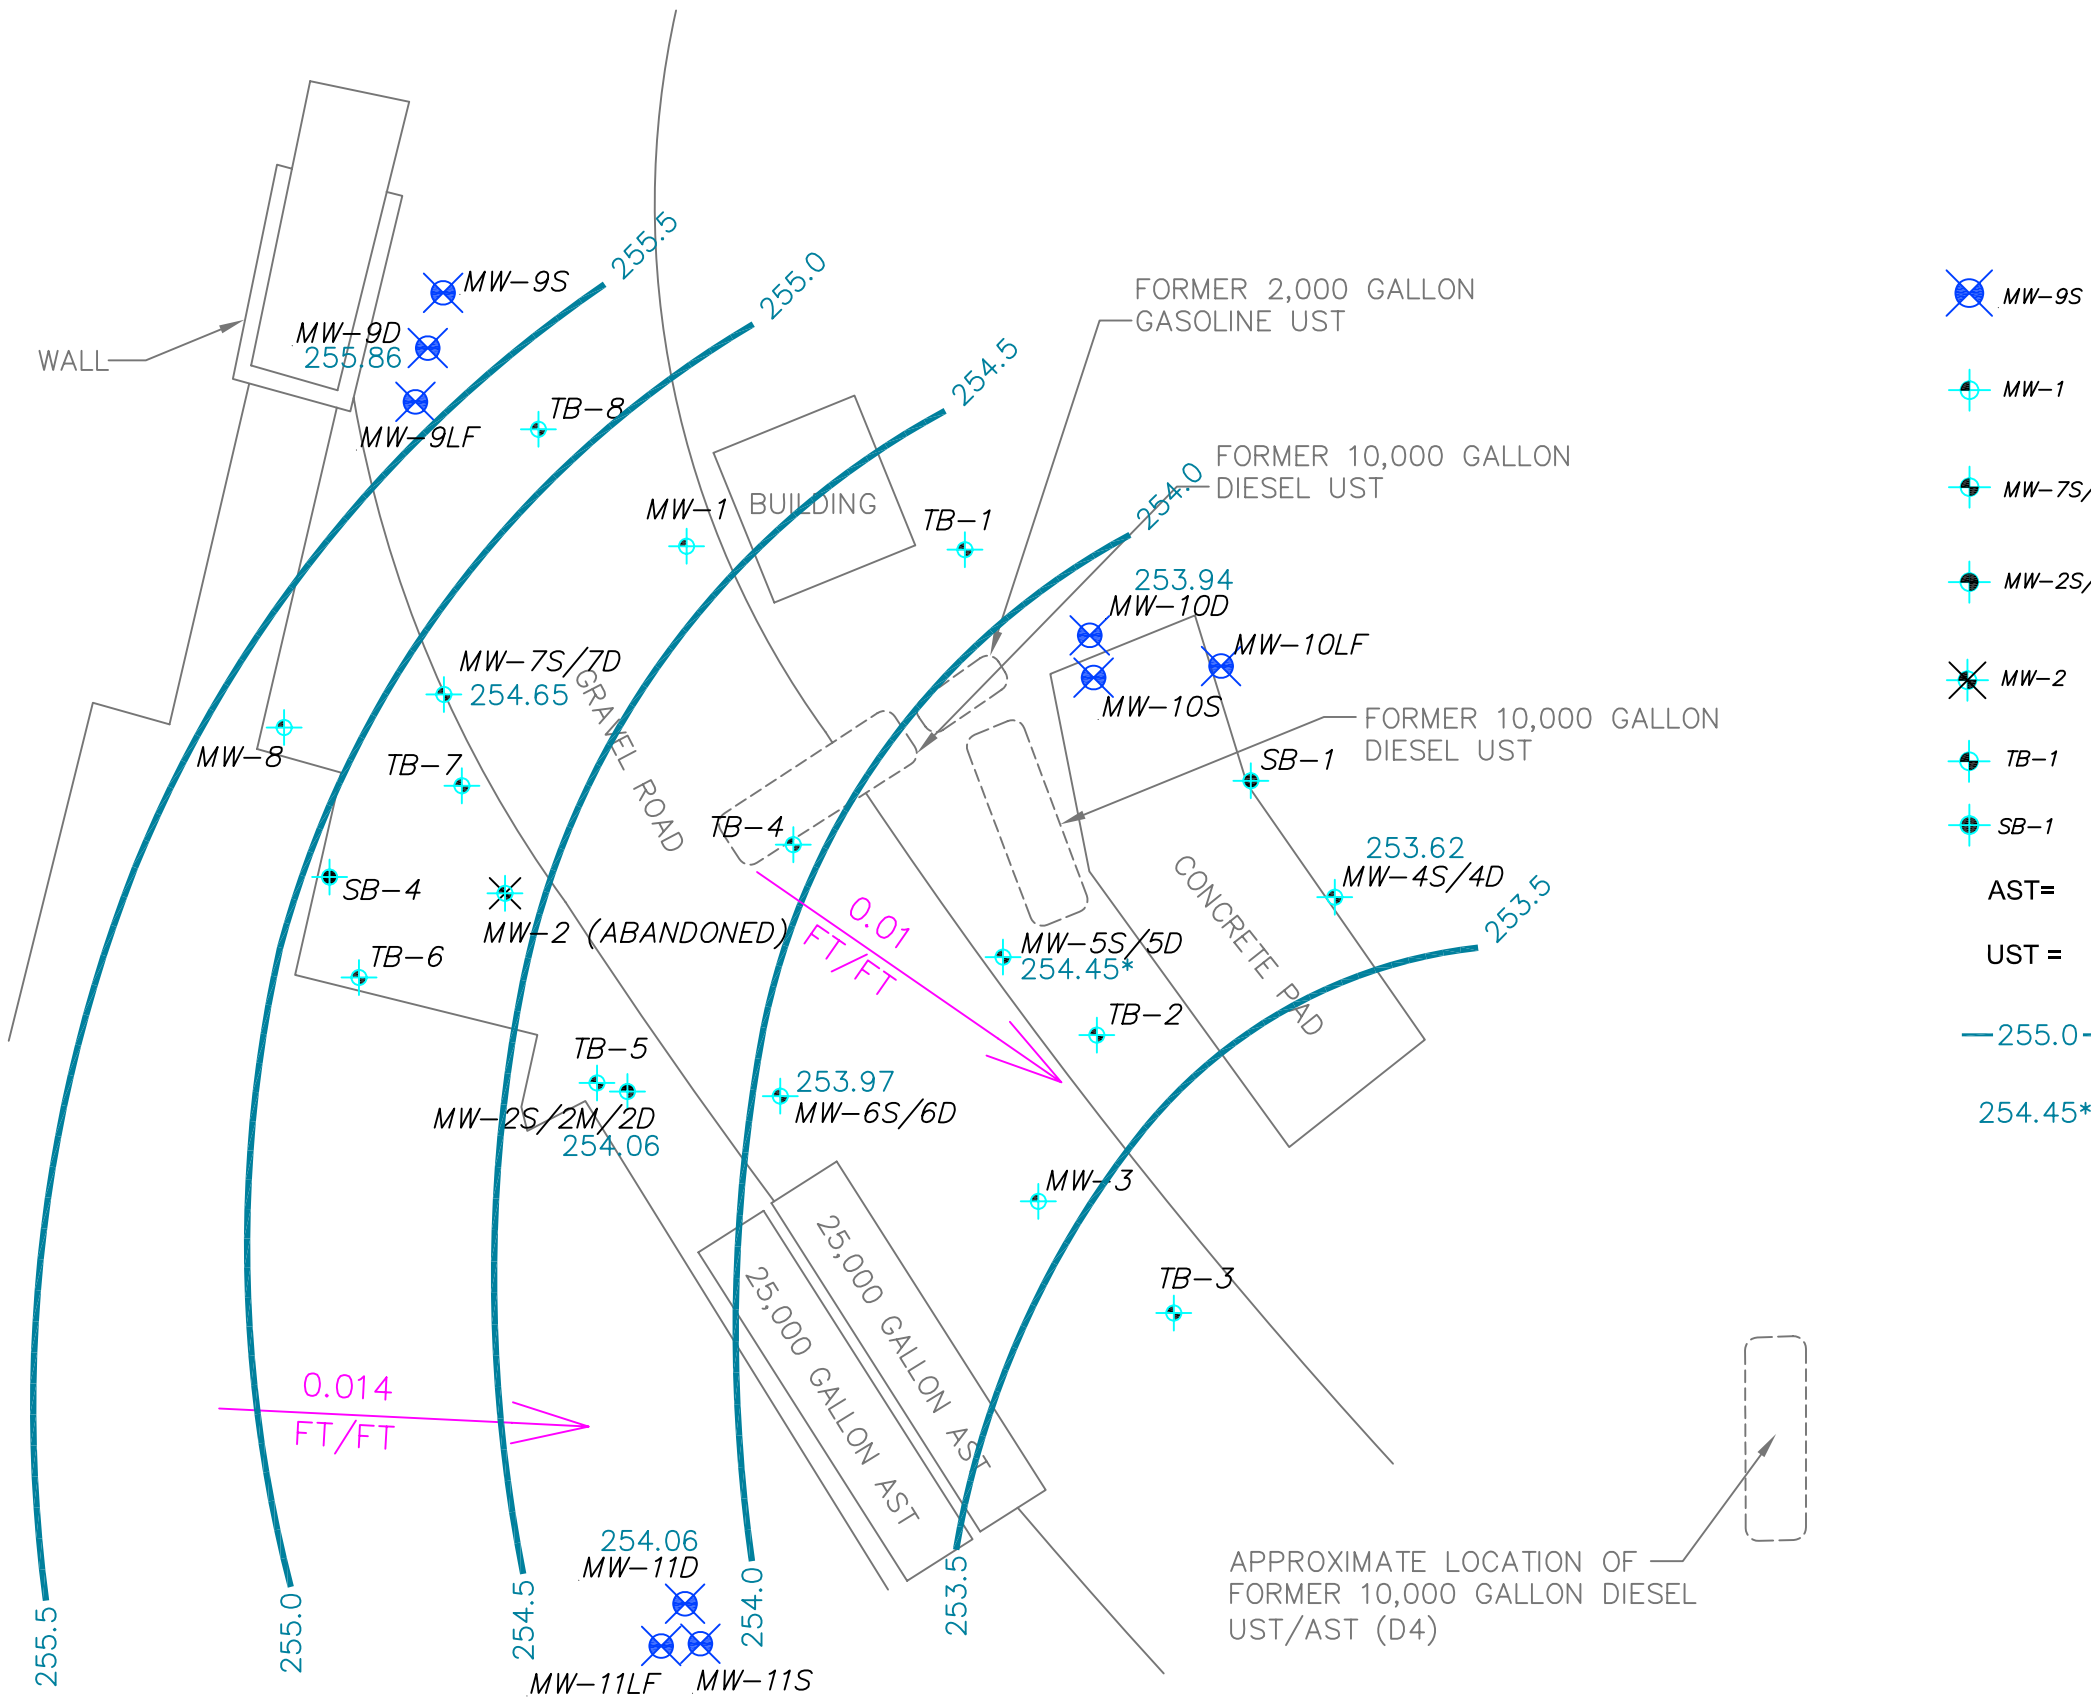 255.5
255.0
MW-9S
MW-9D
255.86
WALL
MW-9LF
TB-8
254.5
FORMER 2,000 GALLON
GASOLINE UST
FORMER 10,000 GALLON
DIESEL UST
254.0
MW-1
BUILDING
TB-1
253.94
MW-10D
MW-10LF
MW-10S
MW-7S/7D
254.65
GRAVEL ROAD
MW-8
TB-7
FORMER 10,000 GALLON
DIESEL UST
SB-1
TB-4
253.62
MW-4S/4D
253.5
CONCRETE PAD
SB-4
MW-2 (ABANDONED)
0.01
FT/FT
MW-5S/5D
254.45*
TB-6
TB-2
TB-5
MW-2S/2M/2D
254.06
253.97
MW-6S/6D
MW-3
TB-3
25,000 GALLON AST
25,000 GALLON AST
0.014
FT/FT
254.06
MW-11D
MW-11LF
MW-11S
255.5
255.0
254.5
254.0
253.5
APPROXIMATE LOCATION OF
FORMER 10,000 GALLON DIESEL
UST/AST (D4)
MW-9S
MW-1
MW-7S/
MW-2S/
MW-2
TB-1
SB-1
AST=
UST =
255.0
254.45*